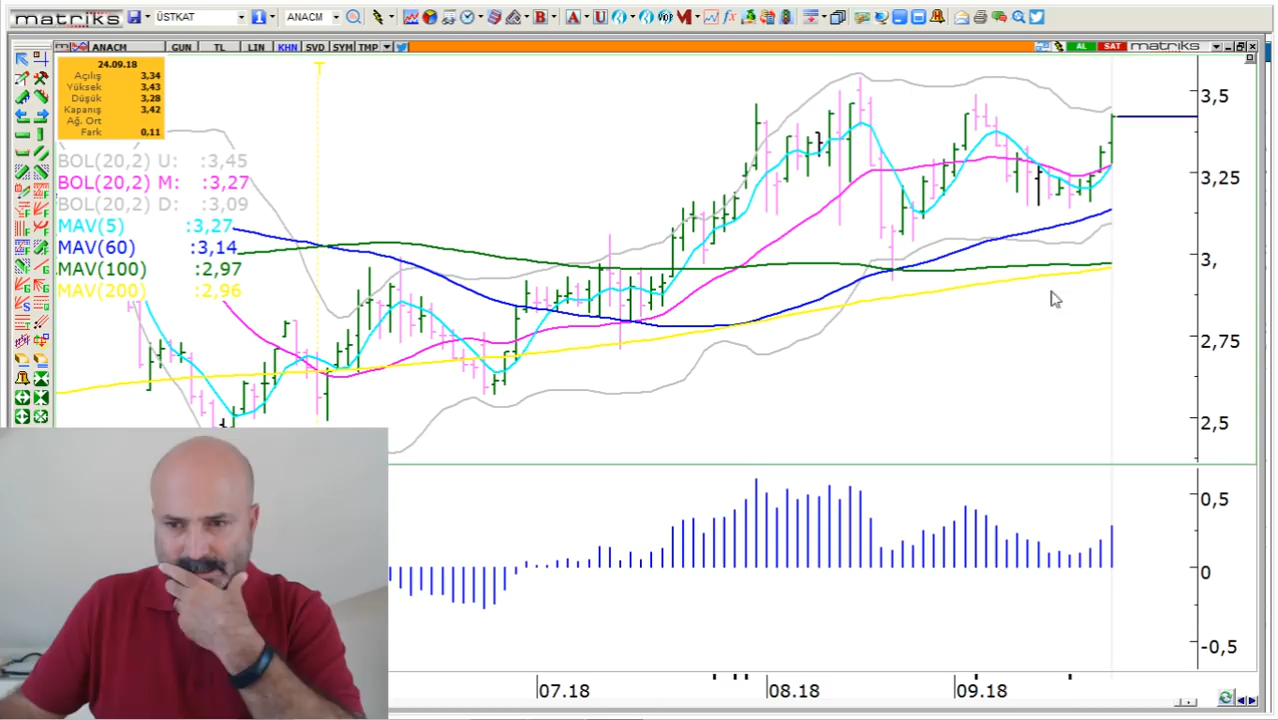 matriks ÜSTKAT ANACM
ANACM GUN TL LIN KHN SVD SYM TMP AL SAT matriks
24.09.18
Açılış 3,34
Yüksek 3,43
Düşük 3,28
Kapanış 3,42
Ağ. Ort
Fark 0,11
BOL(20,2) U: :3,45
BOL(20,2) M: :3,27
BOL(20,2) D: :3,09
MAV(5) :3,27
MAV(60) :3,14
MAV(100) :2,97
MAV(200) :2,96
T
3,5
3,25
3,
2,75
2,5
0,5
0
-0,5
07.18 08.18 09.18